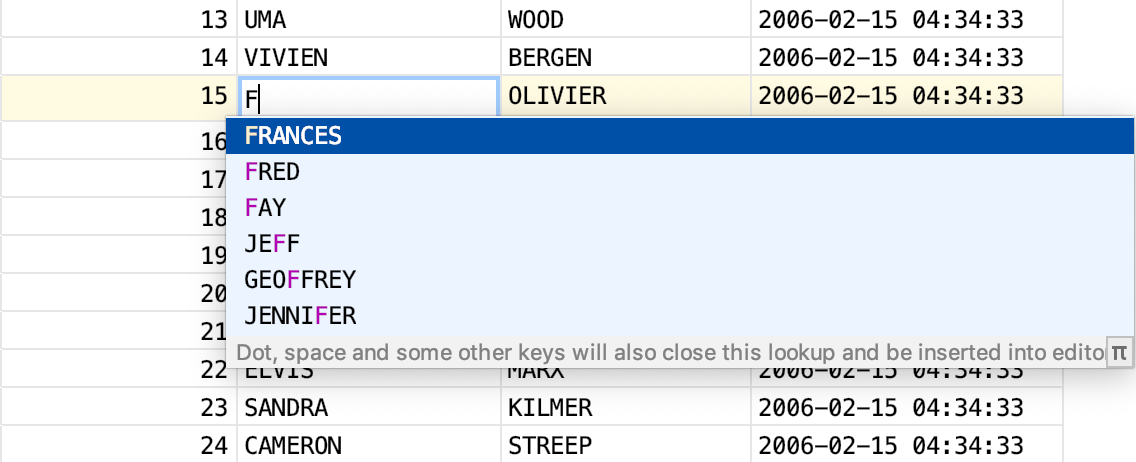 13 UMA WOOD 2006-02-15 04:34:33
14 VIVIEN BERGEN 2006-02-15 04:34:33
15 F OLIVIER 2006-02-15 04:34:33
16 FRANCES
17 FRED
18 FAY
19 JEFF
20 GEOFFREY
21 JENNIFER
Dot, space and some other keys will also close this lookup and be inserted into edito π
22 ELVIS MARX 2006-02-15 04:34:33
23 SANDRA KILMER 2006-02-15 04:34:33
24 CAMERON STREEP 2006-02-15 04:34:33